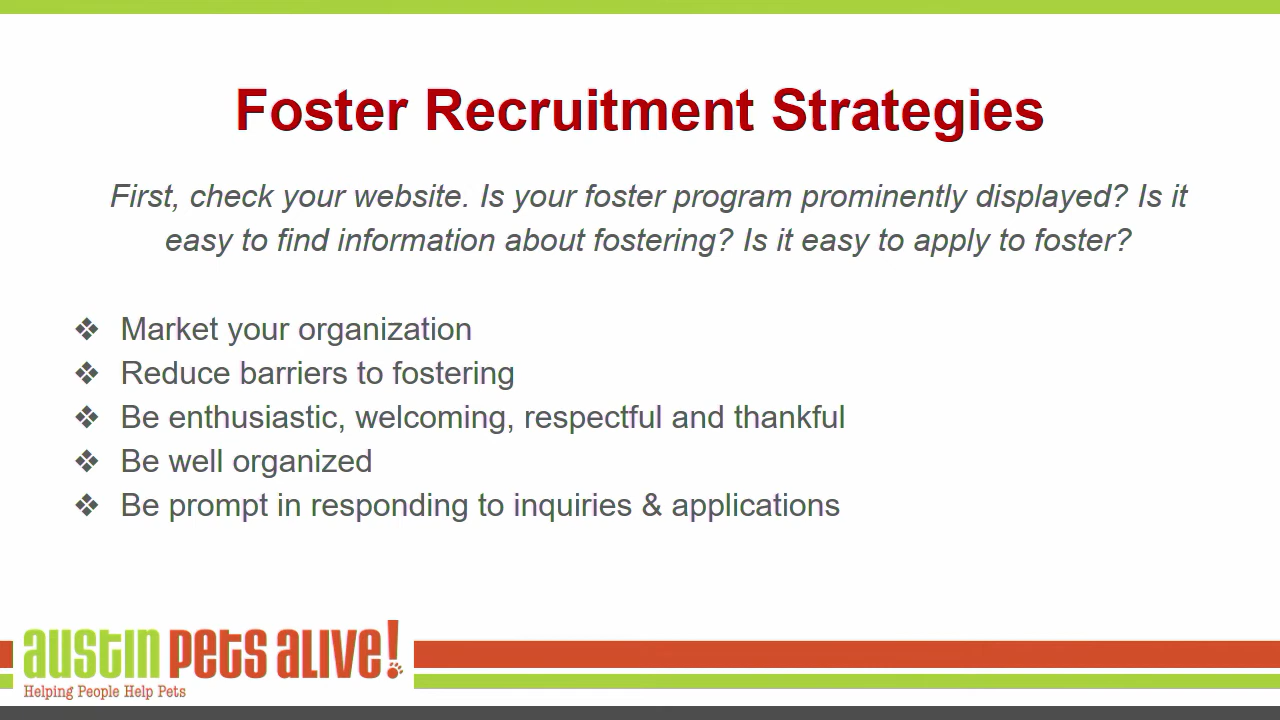 Foster Recruitment Strategies
First, check your website. Is your foster program prominently displayed? Is it
easy to find information about fostering? Is it easy to apply to foster?
❖ Market your organization
❖ Reduce barriers to fostering
❖ Be enthusiastic, welcoming, respectful and thankful
❖ Be well organized
❖ Be prompt in responding to inquiries & applications
austin pets alive!
Helping People Help Pets